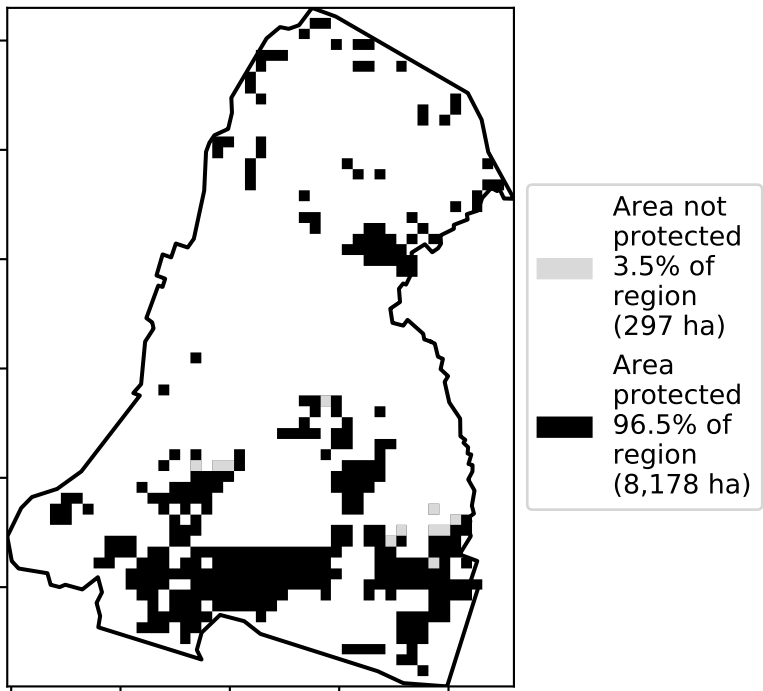 Area not
protected
3.5% of
region
(297 ha)
Area
protected
96.5% of
region
(8,178 ha)